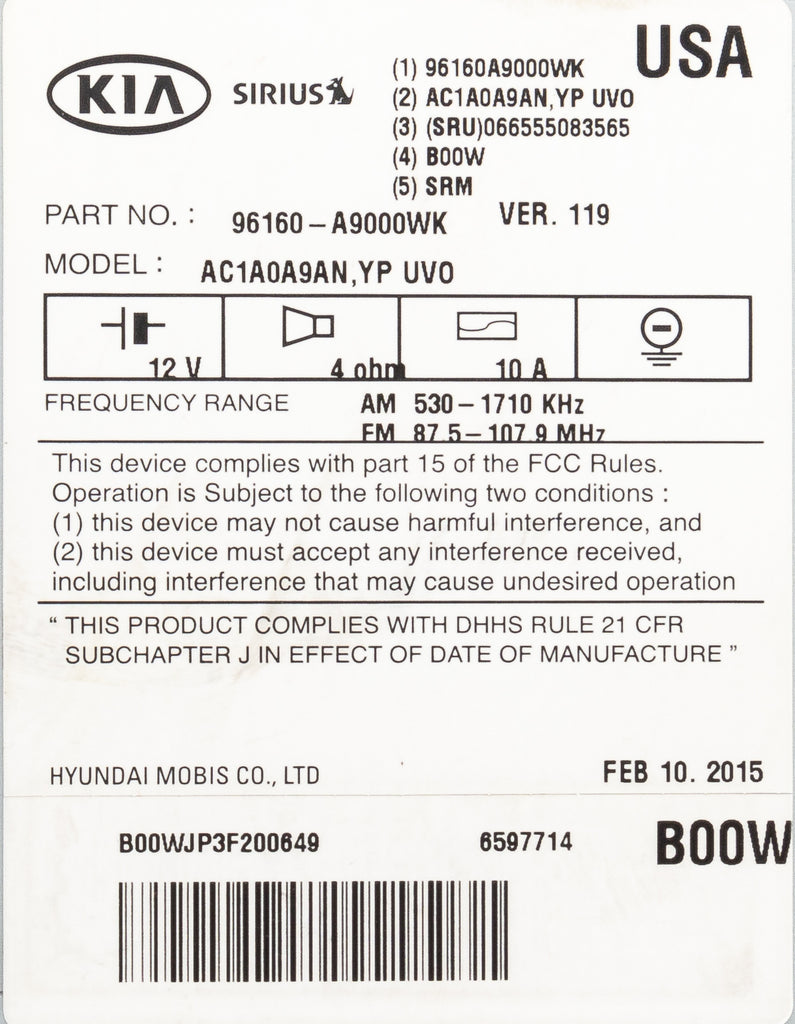 KIA
SIRIUS
USA
(1) 96160A9000WK
(2) AC1A0A9AN,YP UVO
(3) (SRU)066555083565
(4) B00W
(5) SRM
PART NO. : 96160-A9000WK VER. 119
MODEL : AC1A0A9AN,YP UVO
12 V 4 ohm 10 A
FREQUENCY RANGE AM 530-1710 KHz
FM 87.5-107.9 MHz
This device complies with part 15 of the FCC Rules.
Operation is Subject to the following two conditions :
(1) this device may not cause harmful interference, and
(2) this device must accept any interference received,
including interference that may cause undesired operation
“ THIS PRODUCT COMPLIES WITH DHHS RULE 21 CFR
SUBCHAPTER J IN EFFECT OF DATE OF MANUFACTURE ”
HYUNDAI MOBIS CO., LTD FEB 10. 2015
B00WJP3F200649 6597714 B00W